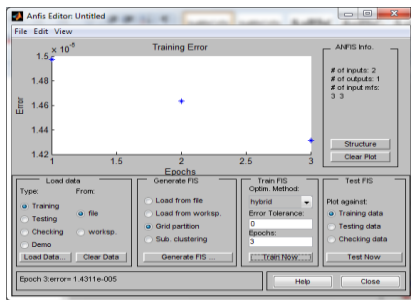 Anfis Editor: Untitled
File Edit View
Training Error
x 10-5
1.5
1.48
1.46
1.44
1.42
Error
1 1.5 2 2.5 3
Epochs
ANFIS Info.
# of inputs: 2
# of outputs: 1
# of input mfs:
3 3
Structure
Clear Plot
Load data
Type: From:
Training
Testing
Checking
Demo
file
worksp.
Load Data...
Clear Data
Generate FIS
Load from file
Load from worksp.
Grid partition
Sub. clustering
Generate FIS ...
Train FIS
Optim. Method:
hybrid
Error Tolerance:
0
Epochs:
3
Train Now
Test FIS
Plot against:
Training data
Testing data
Checking data
Test Now
Epoch 3:error= 1.4311e-005
Help
Close